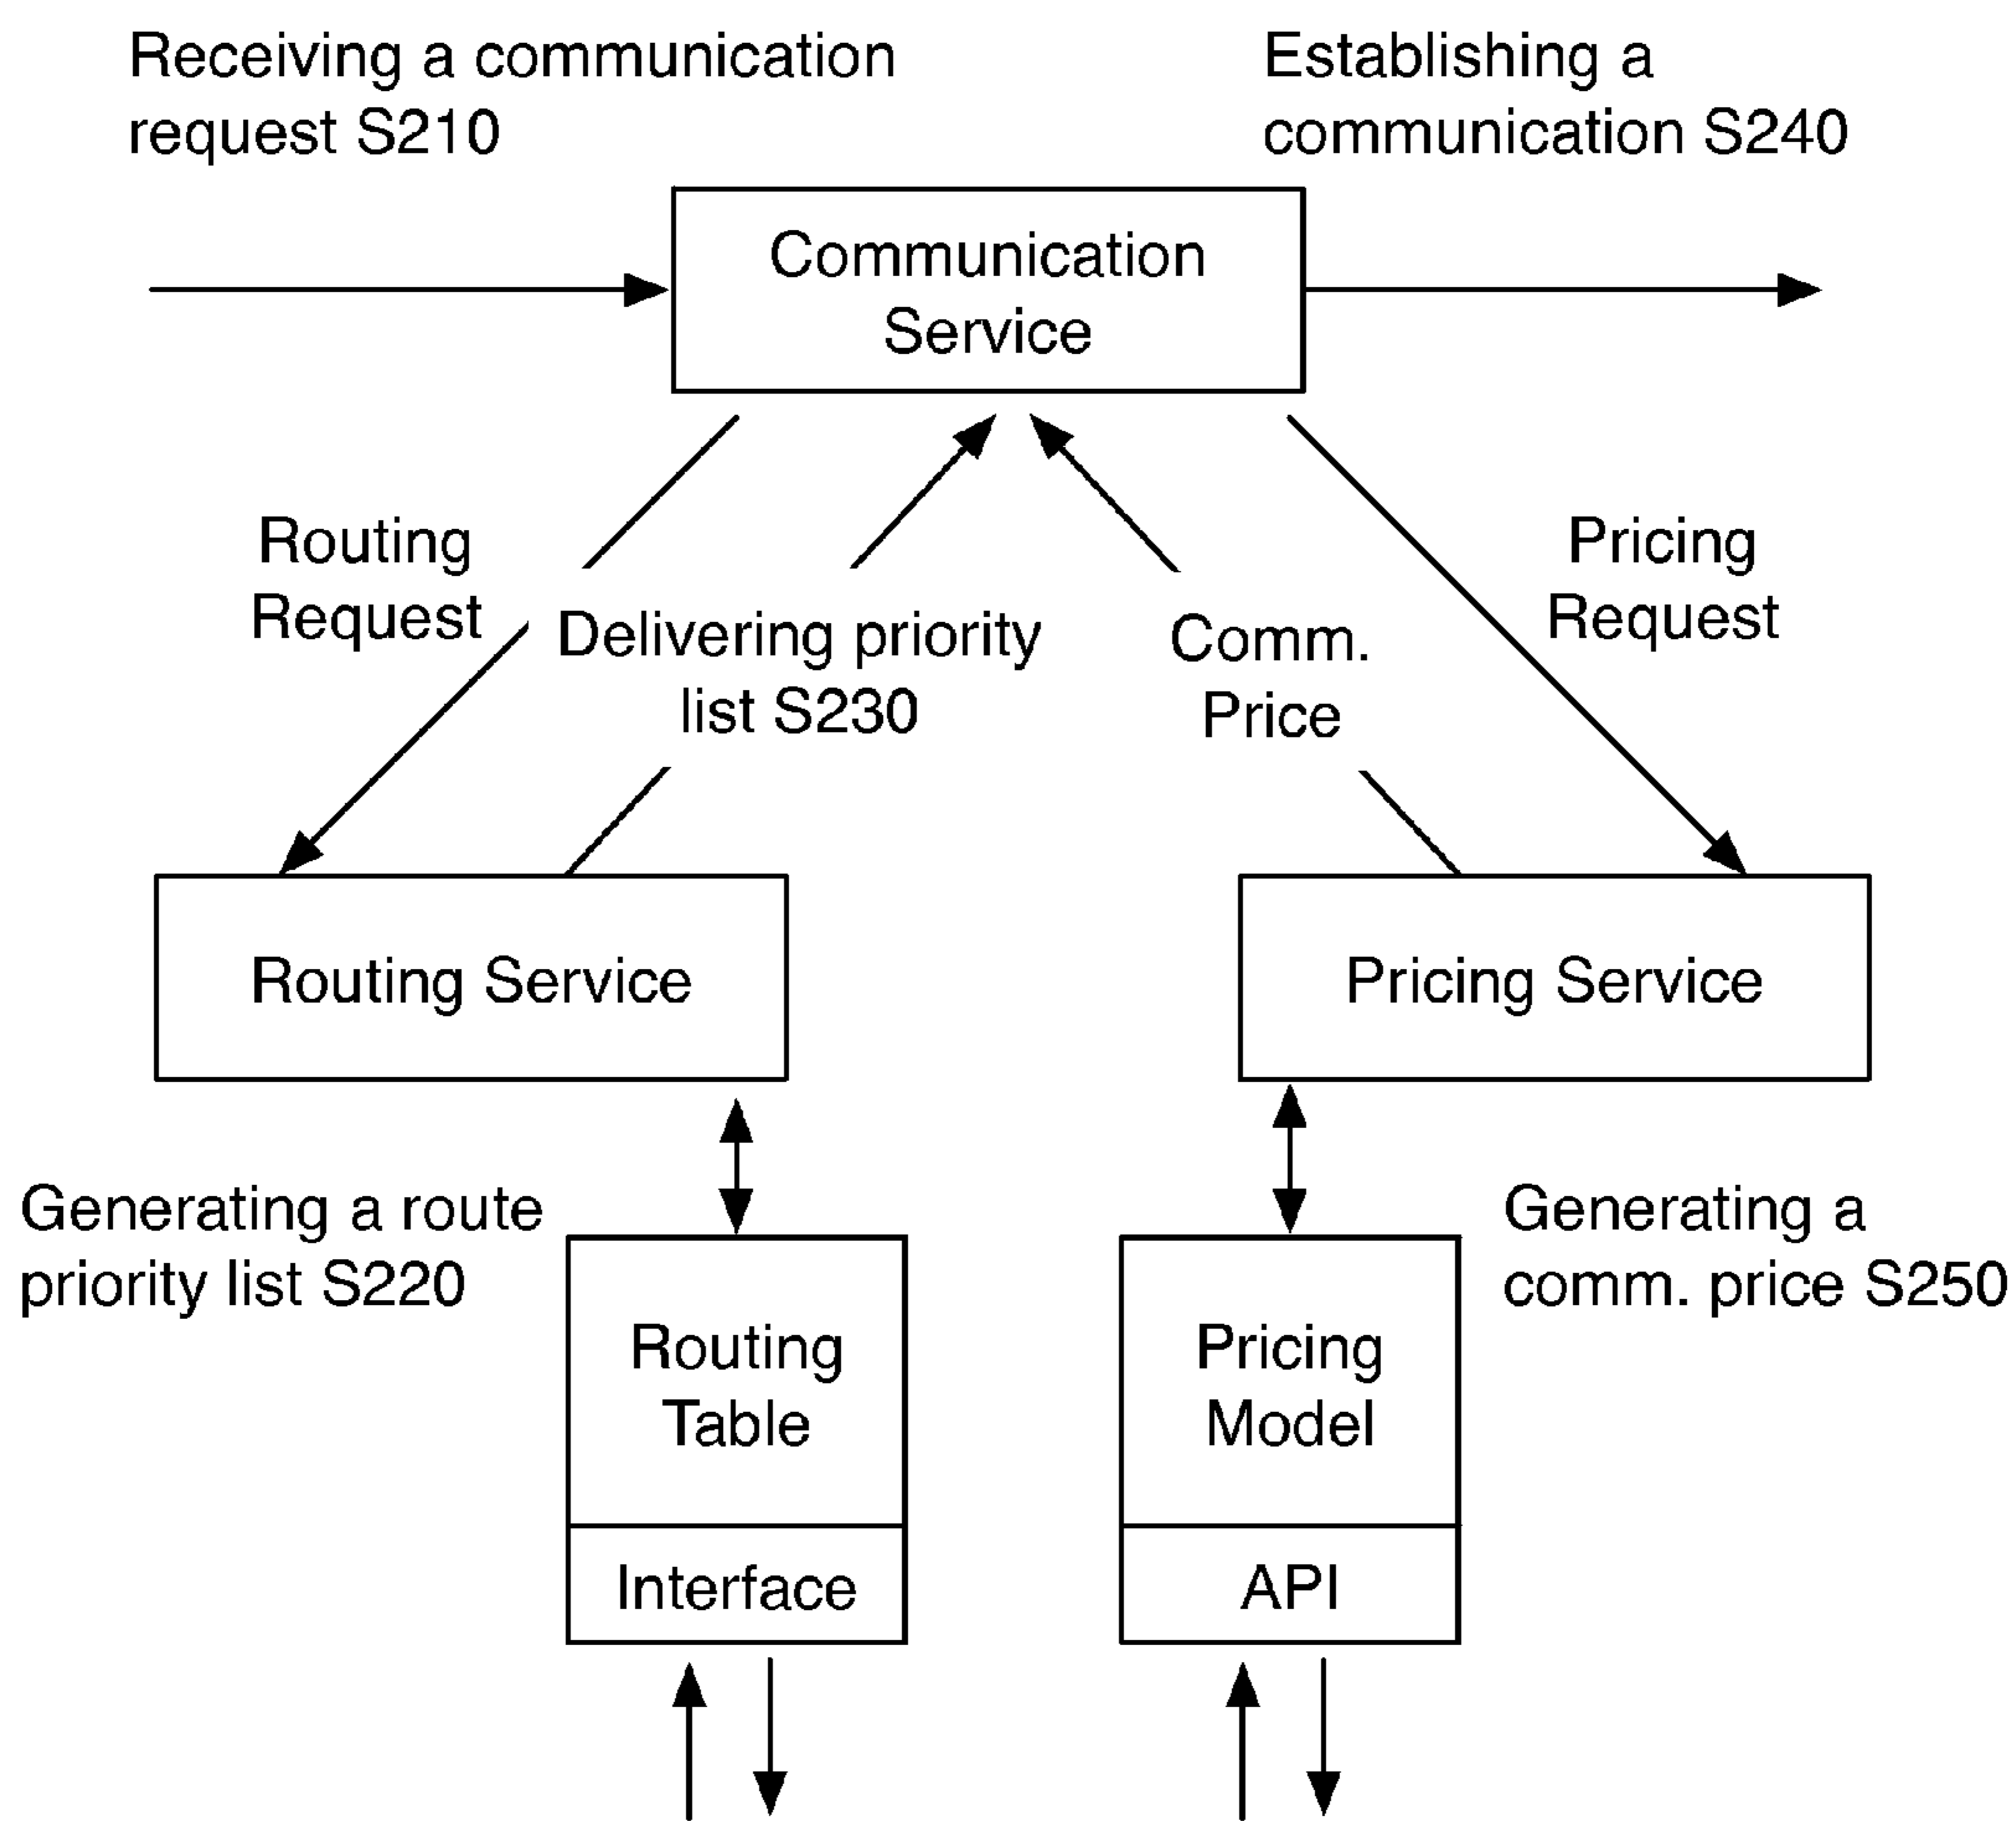 Receiving a communication
request S210
Establishing a
communication S240
Communication
Service
Routing
Request
Delivering priority
list S230
Comm.
Price
Pricing
Request
Routing Service
Pricing Service
Generating a route
priority list S220
Generating a
comm. price S250
Routing
Table
Interface
Pricing
Model
API